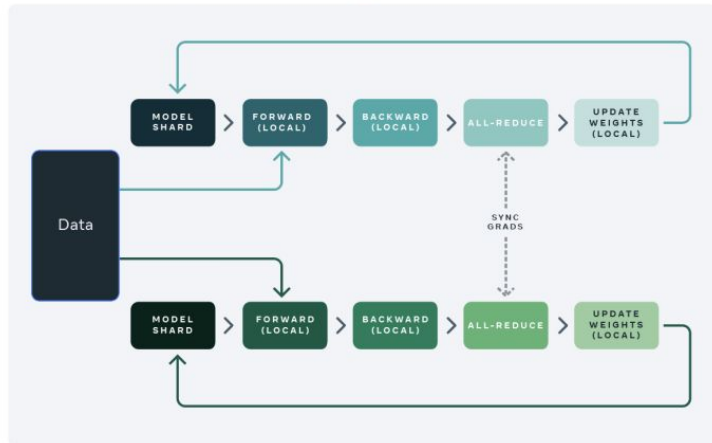 MODEL
SHARD
FORWARD
(LOCAL)
BACKWARD
(LOCAL)
ALL-REDUCE
UPDATE
WEIGHTS
(LOCAL)
Data
SYNC
GRADS
MODEL
SHARD
FORWARD
(LOCAL)
BACKWARD
(LOCAL)
ALL-REDUCE
UPDATE
WEIGHTS
(LOCAL)